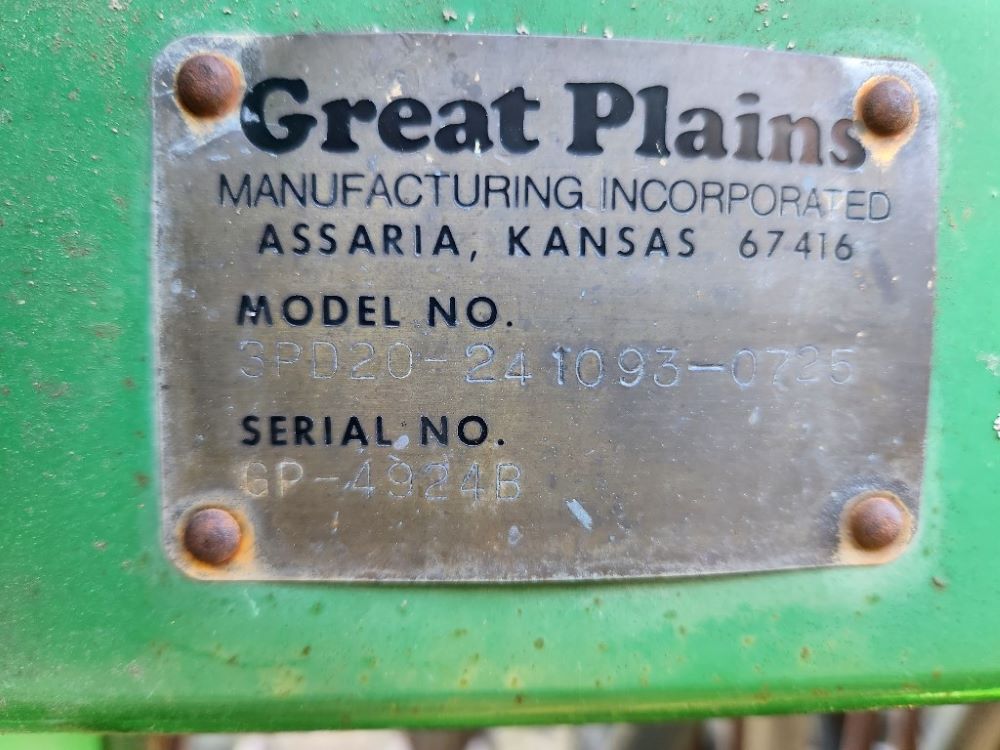 Great Plains
MANUFACTURING INCORPORATED
ASSARIA, KANSAS 67416
MODEL NO.
3PD20-241093-0725
SERIAL NO.
GP-4924B